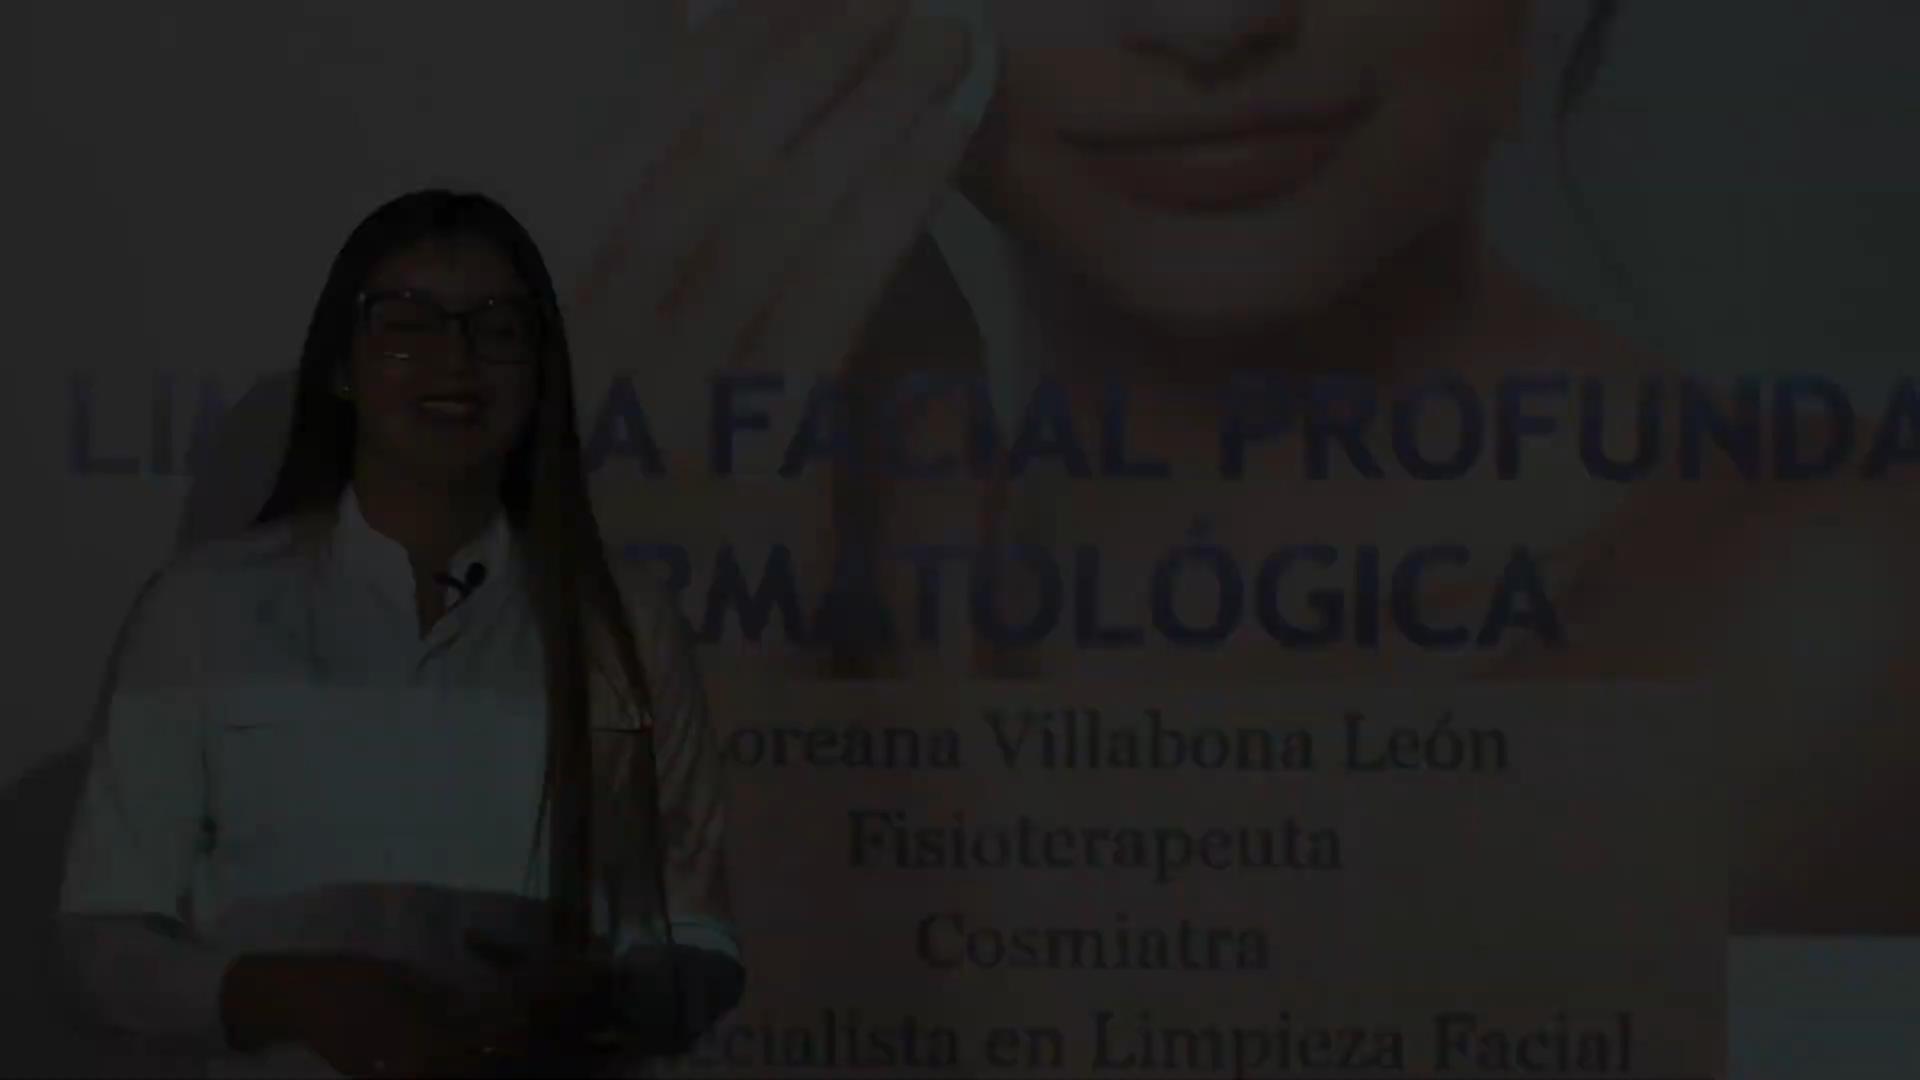 FACIAL PROFUNDA
Villabona León
Fisioterapeuta
Cosmiatra
en Limpieza Facial